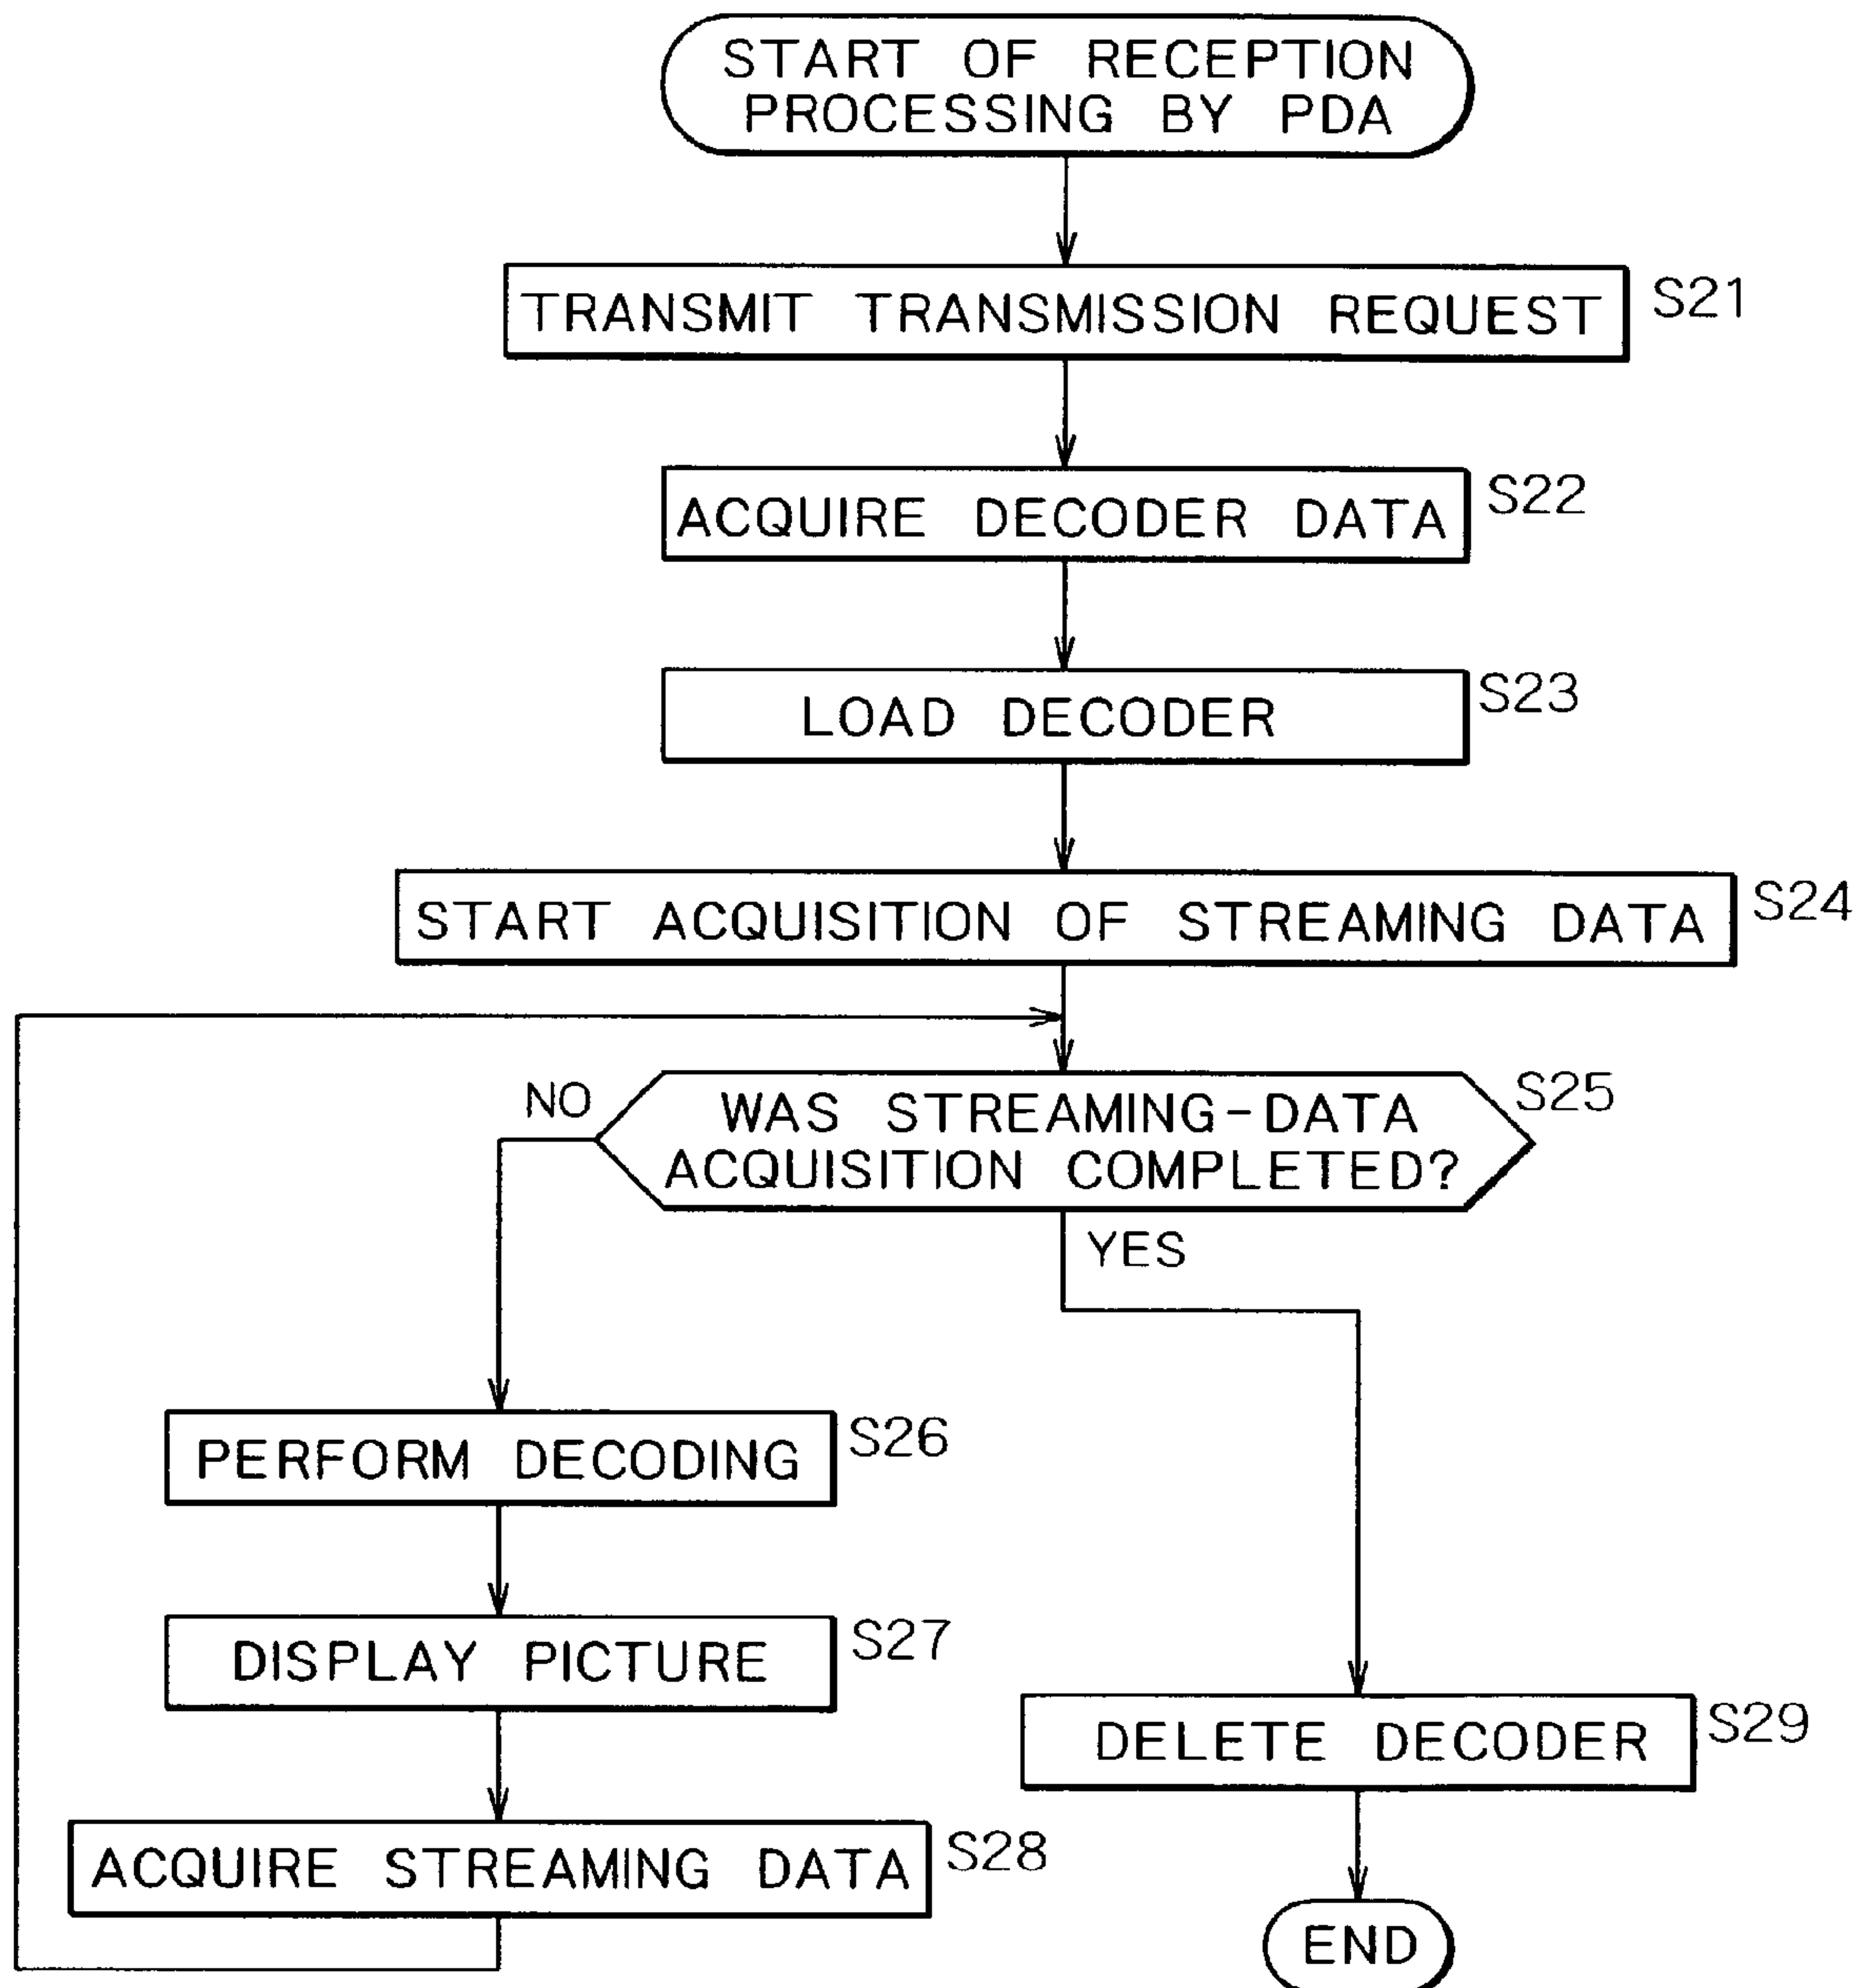 START OF RECEPTION
PROCESSING BY PDA
TRANSMIT TRANSMISSION REQUEST
S21
ACQUIRE DECODER DATA
S22
LOAD DECODER
S23
START ACQUISITION OF STREAMING DATA
S24
NO
WAS STREAMING-DATA
ACQUISITION COMPLETED?
S25
YES
PERFORM DECODING
S26
DISPLAY PICTURE
S27
DELETE DECODER
S29
ACQUIRE STREAMING DATA
S28
END